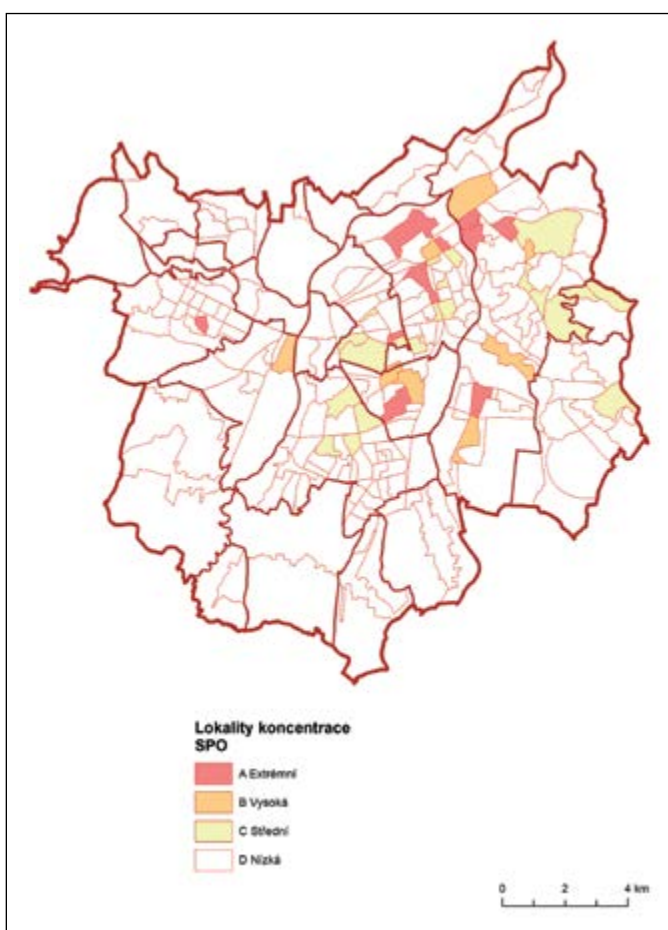 Lokality koncentrace
SPO
A Extrémní
B Vysoká
C Střední
D Nízká
0 2 4 km